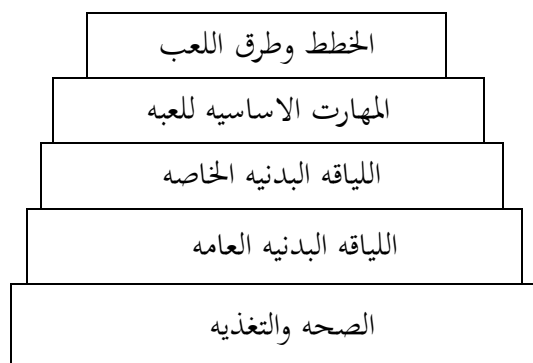 الخطط وطرق اللعب
المهارت الاساسيه للعبه
اللياقه البدنيه الخاصه
اللياقه البدنيه العامه
الصحه والتغذيه